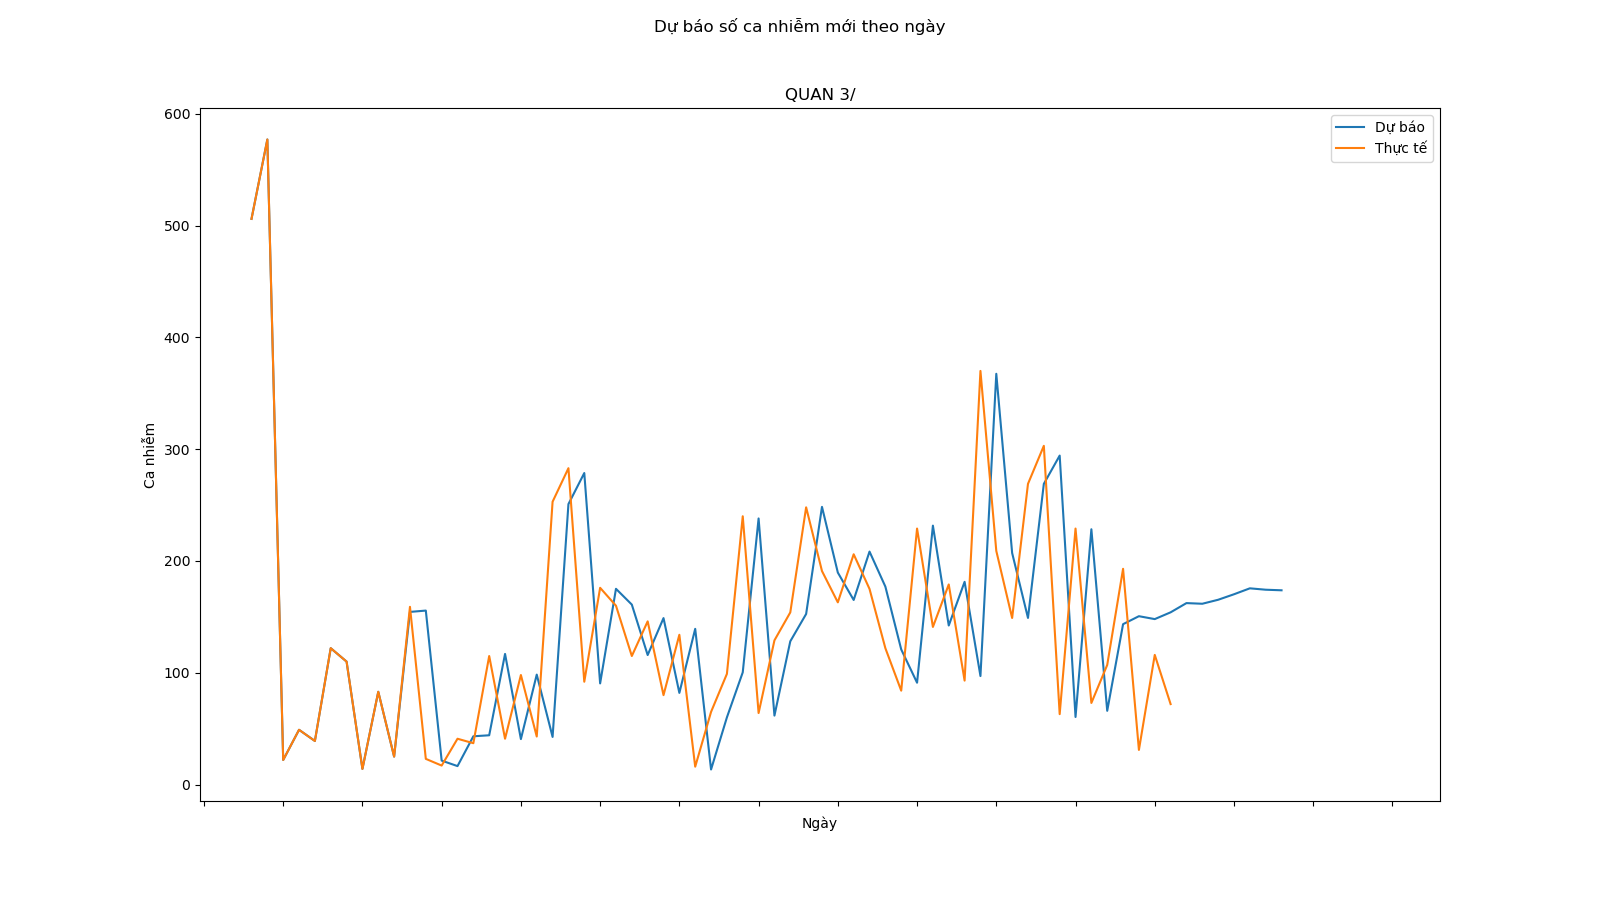 Dự báo số ca nhiễm mới theo ngày
QUAN 3/
600
500
400
300
200
100
0
Ca nhiễm
Ngày
Dự báo
Thực tế